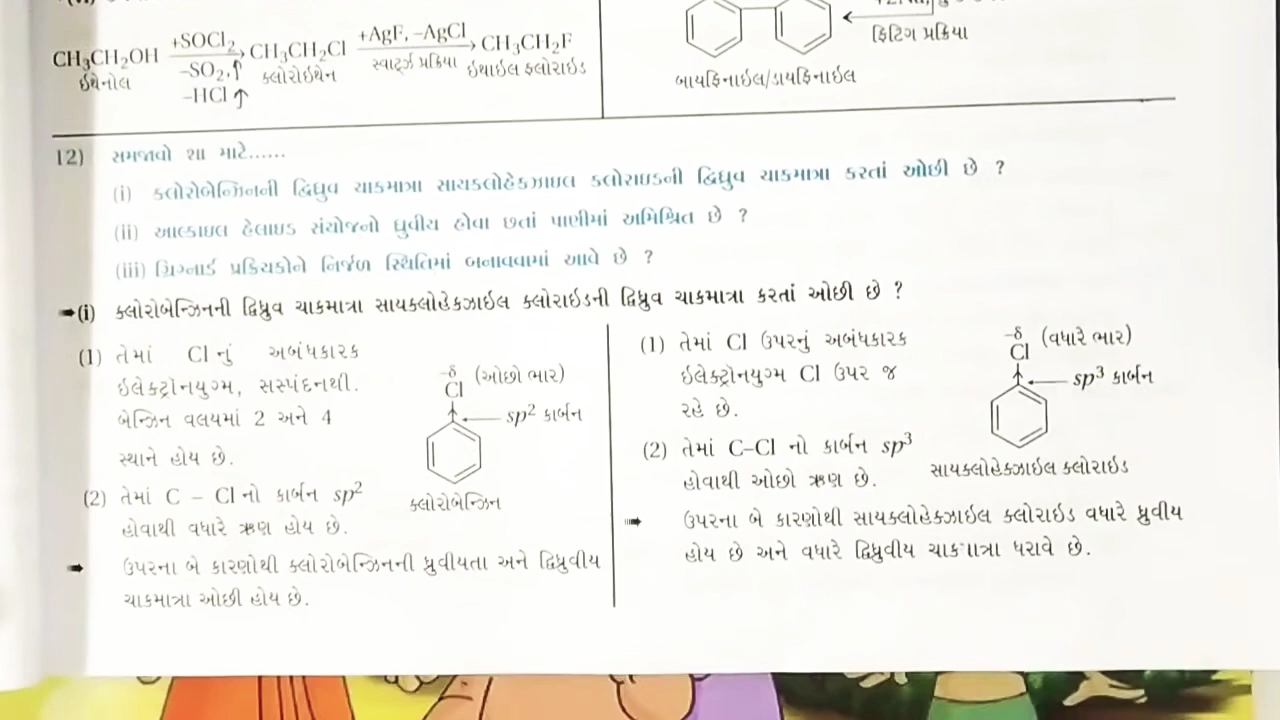 CH₃CH₂OH +SOCl₂ –SO₂↑ –HCl↑ CH₃CH₂Cl +AgF, –AgCl સ્વાર્ટ્ઝ પ્રક્રિયા CH₃CH₂F
ઈથેનોલ ક્લોરોઈથેન ઈથાઈલ ફ્લોરાઈડ
ફિટિગ પ્રક્રિયા
બાયફિનાઈલ/ડાયફિનાઈલ
12) સમજાવો શા માટે......
(i) ક્લોરોબેન્ઝિનની દ્વિધ્રુવ ચાકમાત્રા સાયક્લોહેક્ઝાઇલ ક્લોરાઇડની દ્વિધ્રુવ ચાકમાત્રા કરતાં ઓછી છે ?
(ii) આલ્કાઇલ હેલાઇડ સંયોજનો ધ્રુવીય હોવા છતાં પાણીમાં અમિશ્રિત છે ?
(iii) ગ્રિગ્નાર્ડ પ્રક્રિયકોને નિર્જળ સ્થિતિમાં બનાવવામાં આવે છે ?
➡(i) ક્લોરોબેન્ઝિનની દ્વિધ્રુવ ચાકમાત્રા સાયક્લોહેક્ઝાઈલ ક્લોરાઈડની દ્વિધ્રુવ ચાકમાત્રા કરતાં ઓછી છે ?
(1) તેમાં Cl નું અબંધકારક
ઈલેક્ટ્રૉનયુગ્મ, સસ્પંદનથી.
બેન્ઝિન વલયમાં 2 અને 4
સ્થાને હોય છે.
(2) તેમાં C – Cl નો કાર્બન sp²
હોવાથી વધારે ઋણ હોય છે.
–δ (ઓછો ભાર)
Cl
sp² કાર્બન
ક્લોરોબેન્ઝિન
➡ ઉપરના બે કારણોથી ક્લોરોબેન્ઝિનની ધ્રુવીયતા અને દ્વિધ્રુવીય
ચાકમાત્રા ઓછી હોય છે.
(1) તેમાં Cl ઉપરનું અબંધકારક
ઈલેક્ટ્રૉનયુગ્મ Cl ઉપર જ
રહે છે.
(2) તેમાં C–Cl નો કાર્બન sp³
હોવાથી ઓછો ઋણ છે.
–δ (વધારે ભાર)
Cl
sp³ કાર્બન
સાયક્લોહેક્ઝાઈલ ક્લોરાઈડ
➡ ઉપરના બે કારણોથી સાયક્લોહેક્ઝાઈલ ક્લોરાઈડ વધારે ધ્રુવીય
હોય છે અને વધારે દ્વિધ્રુવીય ચાકમાત્રા ધરાવે છે.